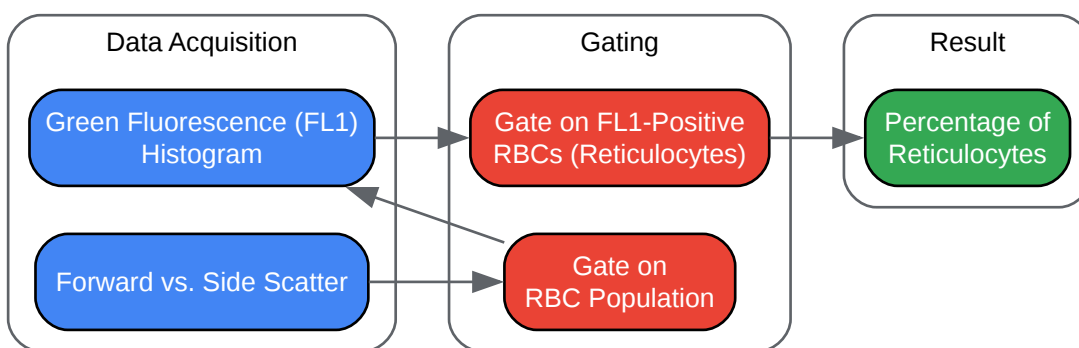 Data Acquisition
Green Fluorescence (FL1)
Histogram
Forward vs. Side Scatter
Gating
Gate on FL1-Positive
RBCs (Reticulocytes)
Gate on
RBC Population
Result
Percentage of
Reticulocytes